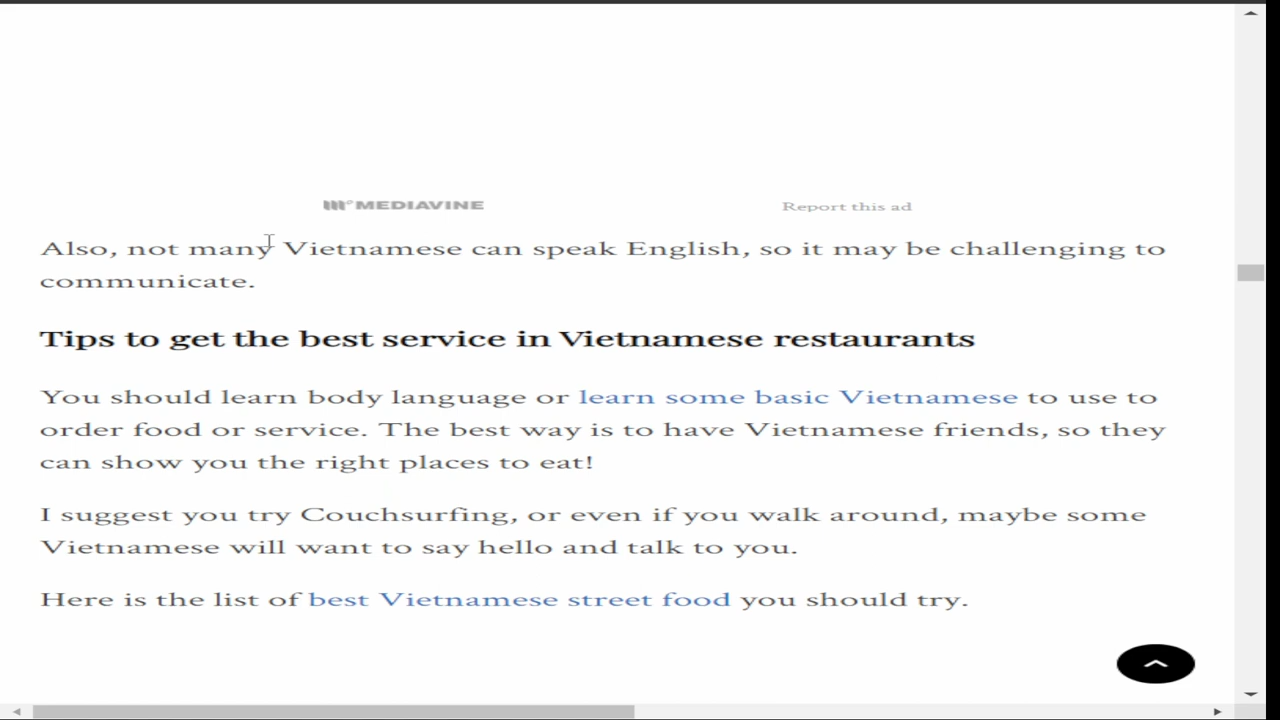 MEDIAVINE
Report this ad
Also, not many Vietnamese can speak English, so it may be challenging to
communicate.
Tips to get the best service in Vietnamese restaurants
You should learn body language or learn some basic Vietnamese to use to
order food or service. The best way is to have Vietnamese friends, so they
can show you the right places to eat!
I suggest you try Couchsurfing, or even if you walk around, maybe some
Vietnamese will want to say hello and talk to you.
Here is the list of best Vietnamese street food you should try.